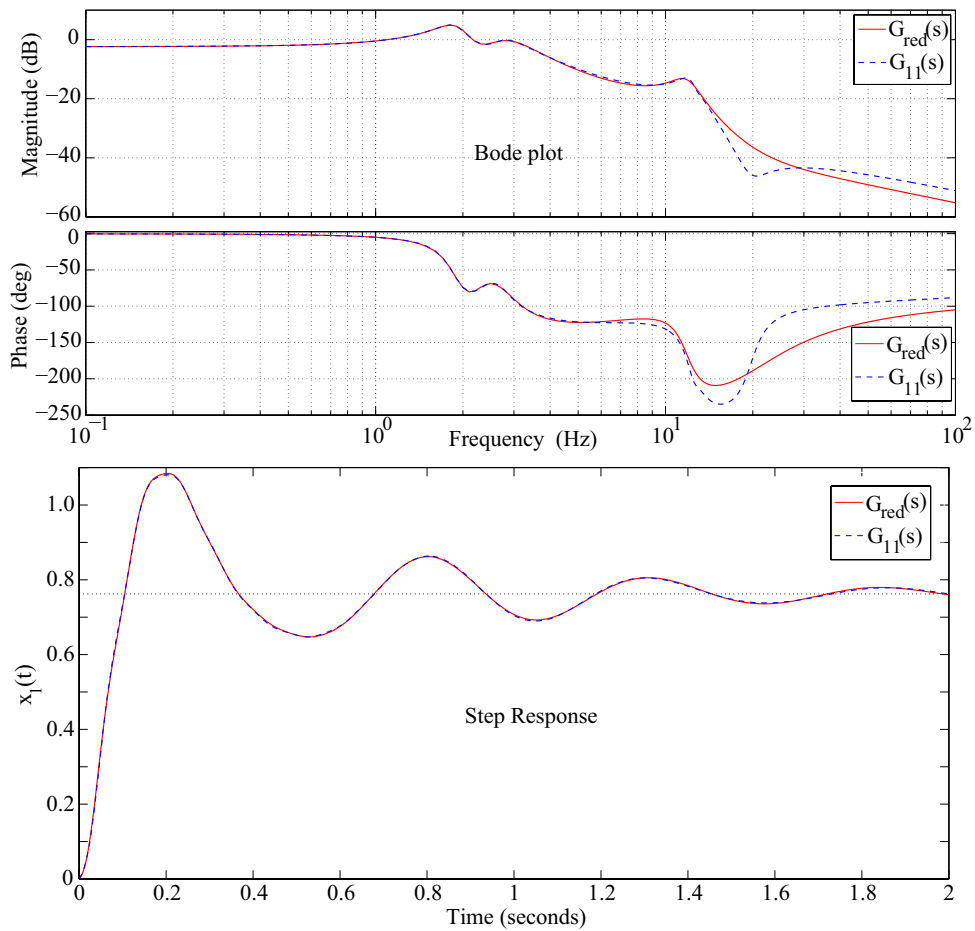 0
−20
−40
−60
Magnitude (dB)
G_red(s)
G_11(s)
Bode plot
0
−50
−100
−150
−200
−250
Phase (deg)
G_red(s)
G_11(s)
10^−1
10^0
10^1
10^2
Frequency (Hz)
1.0
0.8
0.6
0.4
0.2
0
x_1(t)
G_red(s)
G_11(s)
Step Response
0
0.2
0.4
0.6
0.8
1
1.2
1.4
1.6
1.8
2
Time (seconds)